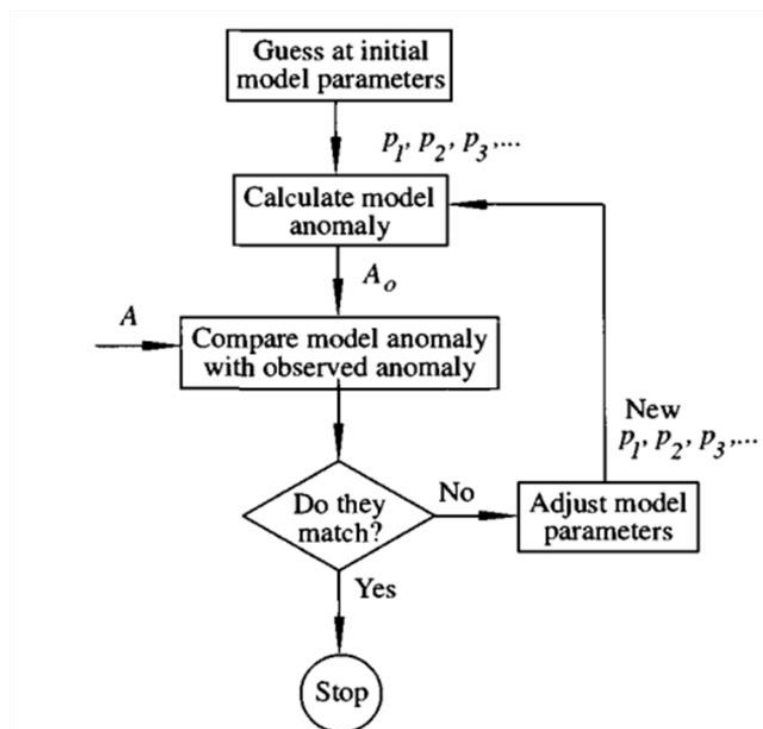 Guess at initial
model parameters
p1, p2, p3,...
Calculate model
anomaly
Ao
A
Compare model anomaly
with observed anomaly
New
p1, p2, p3,...
Do they
match?
No
Adjust model
parameters
Yes
Stop